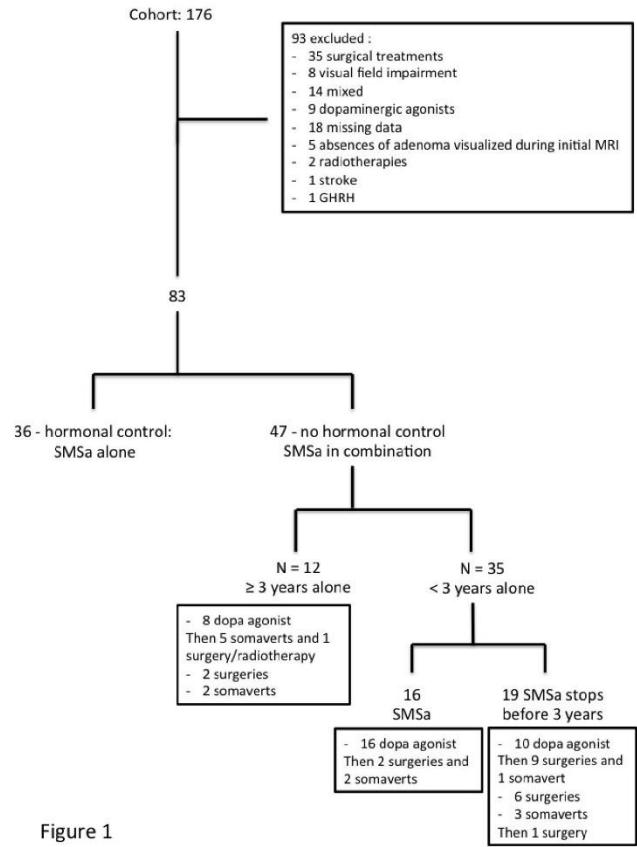 Cohort: 176
93 excluded :
- 35 surgical treatments
- 8 visual field impairment
- 14 mixed
- 9 dopaminergic agonists
- 18 missing data
- 5 absences of adenoma visualized during initial MRI
- 2 radiotherapies
- 1 stroke
- 1 GHRH
83
36 - hormonal control:
SMSa alone
47 - no hormonal control
SMSa in combination
N = 12
≥ 3 years alone
N = 35
< 3 years alone
- 8 dopa agonist
Then 5 somaverts and 1
surgery/radiotherapy
- 2 surgeries
- 2 somaverts
16
SMSa
19 SMSa stops
before 3 years
- 16 dopa agonist
Then 2 surgeries and
2 somaverts
- 10 dopa agonist
Then 9 surgeries and
1 somavert
- 6 surgeries
- 3 somaverts
Then 1 surgery
Figure 1